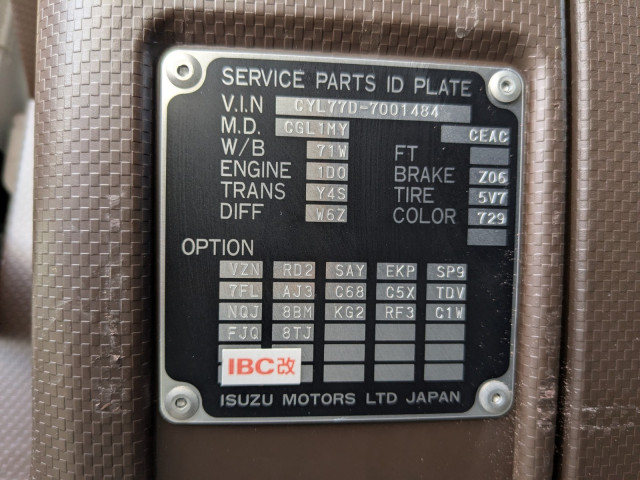 SERVICE PARTS ID PLATE
V.I.N CYL77D-7001484
M.D. CGL1MY CEAC
W/B 71W FT
ENGINE 1D0 BRAKE Z06
TRANS Y4S TIRE 5V7
DIFF W6Z COLOR 729
OPTION
VZN RD2 SAY EKP SP9
7FL AJ3 C68 C5X TDV
NQJ 8BM KG2 RF3 C1W
FJQ 8TJ
IBC改
ISUZU MOTORS LTD JAPAN